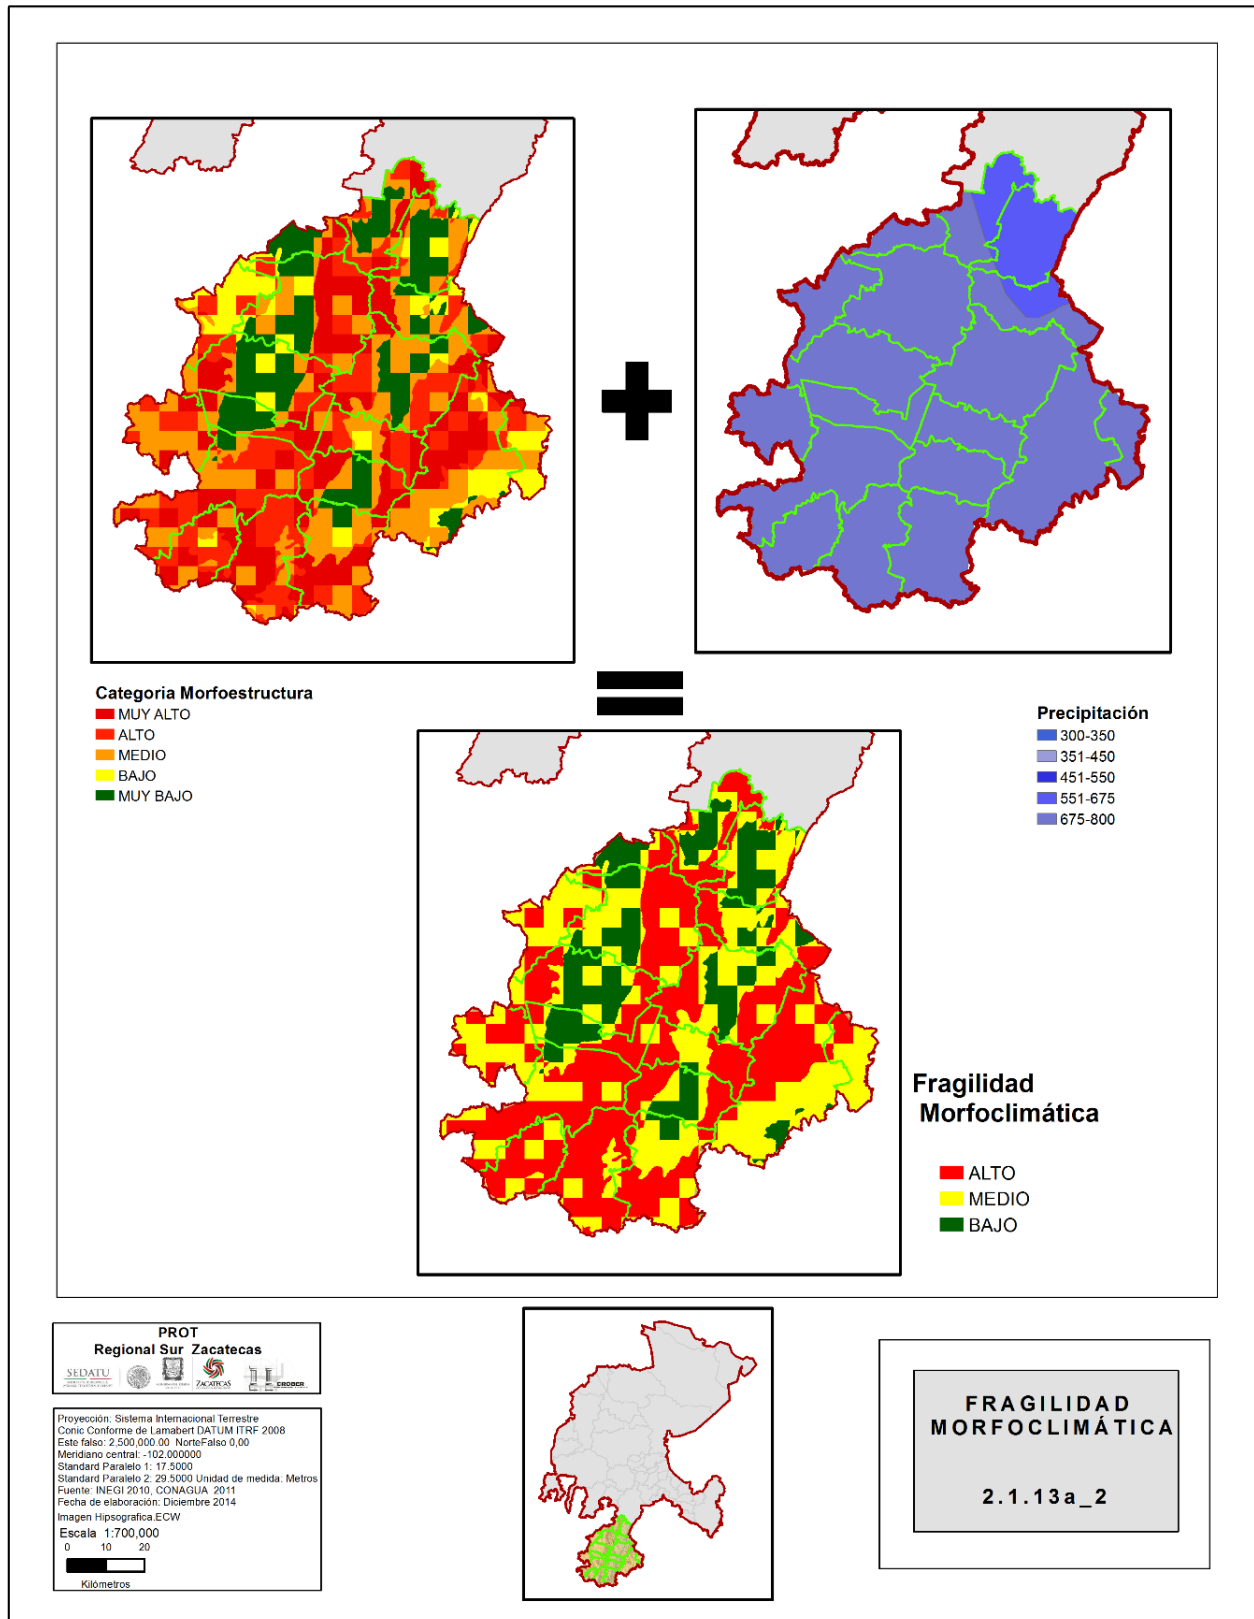 Categoria Morfoestructura
MUY ALTO
ALTO
MEDIO
BAJO
MUY BAJO
Precipitación
300-350
351-450
451-550
551-675
675-800
Fragilidad
Morfoclimática
ALTO
MEDIO
BAJO
PROT
Regional Sur Zacatecas
SEDATU
ZACATECAS
CROBER
Proyección: Sistema Internacional Terrestre
Conic Conforme de Lamabert DATUM ITRF 2008
Este falso: 2,500,000.00 NorteFalso 0,00
Meridiano central: -102.000000
Standard Paralelo 1: 17.5000
Standard Paralelo 2: 29.5000 Unidad de medida: Metros
Fuente: INEGI 2010, CONAGUA 2011
Fecha de elaboración: Diciembre 2014
Imagen Hipsografica.ECW
Escala 1:700,000
0 10 20
Kilómetros
FRAGILIDAD
MORFOCLIMÁTICA
2.1.13a_2